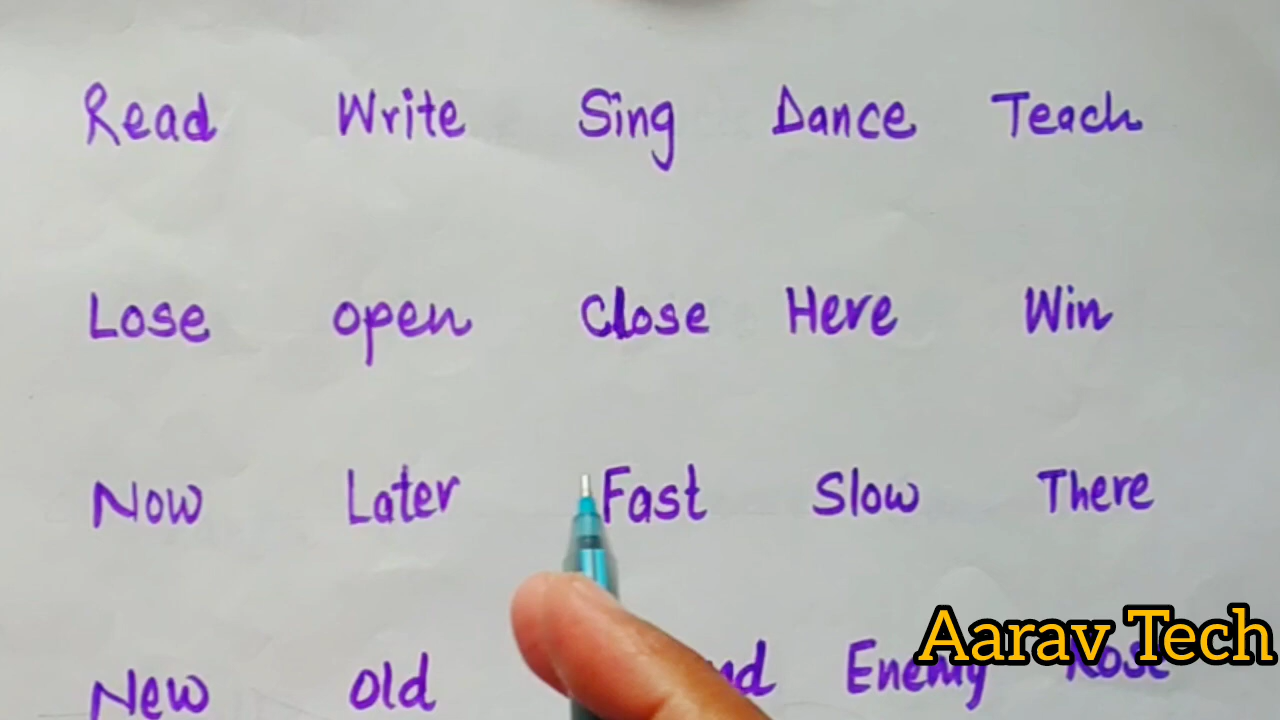 Read Write Sing Dance Teach
Lose open Close Here Win
Now Later Fast Slow There
New Old Enemy
Aarav Tech